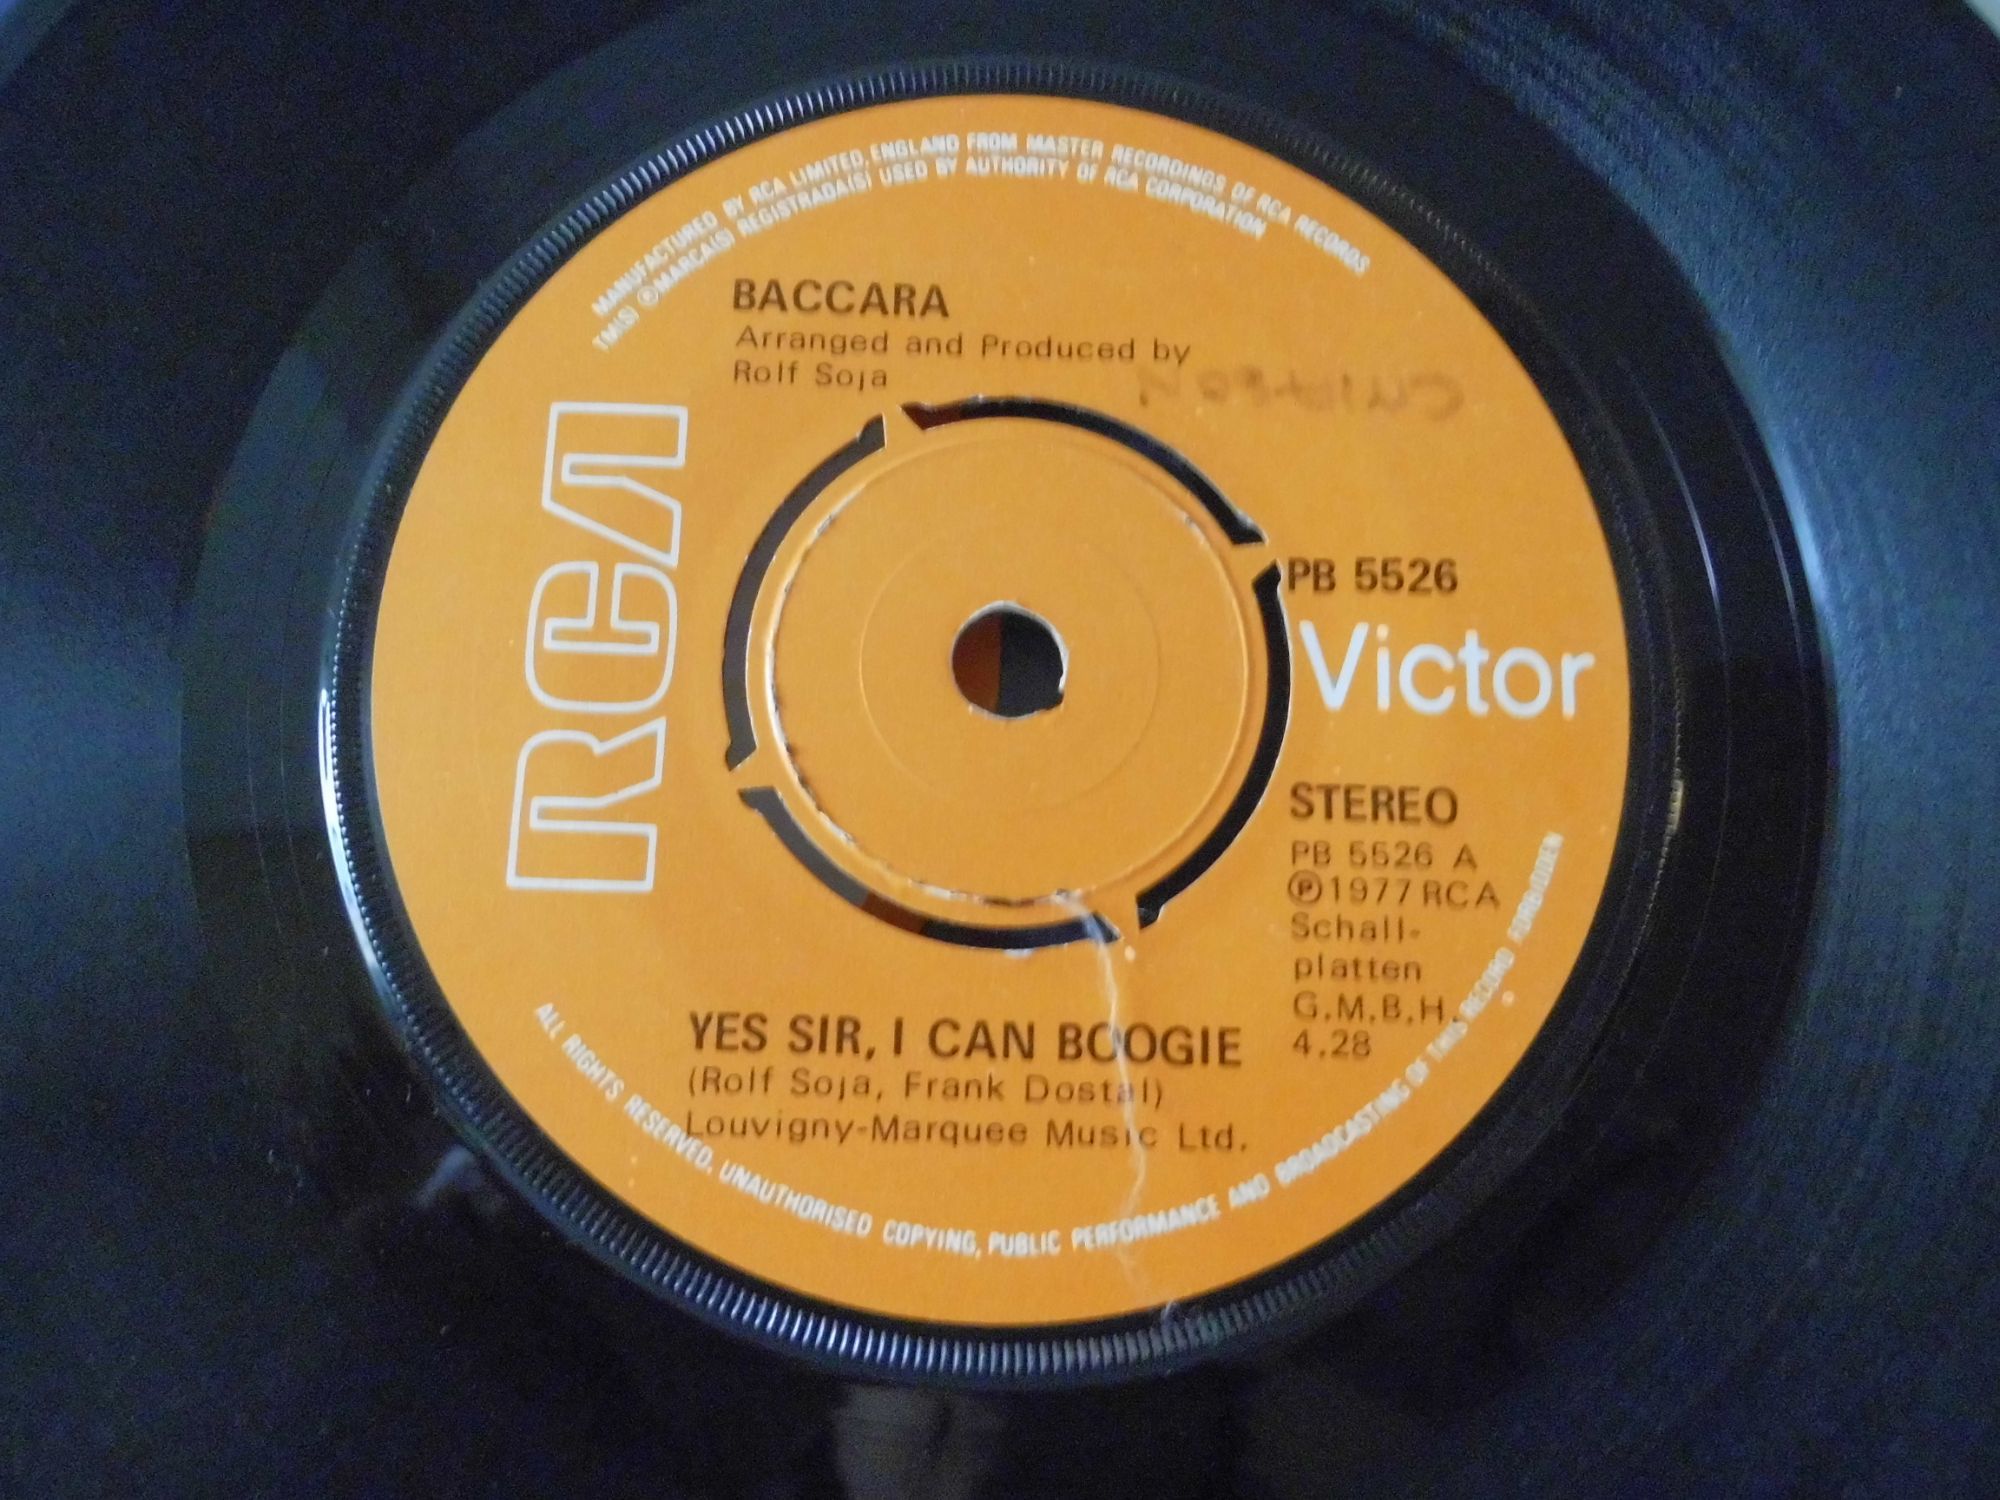 MANUFACTURED BY RCA LIMITED, ENGLAND FROM MASTER RECORDINGS OF RCA RECORDS
TM(S) ®MARCA(S) REGISTRADA(S) USED BY AUTHORITY OF RCA CORPORATION
BACCARA
Arranged and Produced by
Rolf Soja
RCA
PB 5526
Victor
STEREO
PB 5526 A
℗1977 RCA
Schall-
platten
G.M.B.H.
4.28
YES SIR, I CAN BOOGIE
(Rolf Soja, Frank Dostal)
Louvigny-Marquee Music Ltd.
ALL RIGHTS RESERVED. UNAUTHORISED COPYING, PUBLIC PERFORMANCE AND BROADCASTING OF THIS RECORD FORBIDDEN